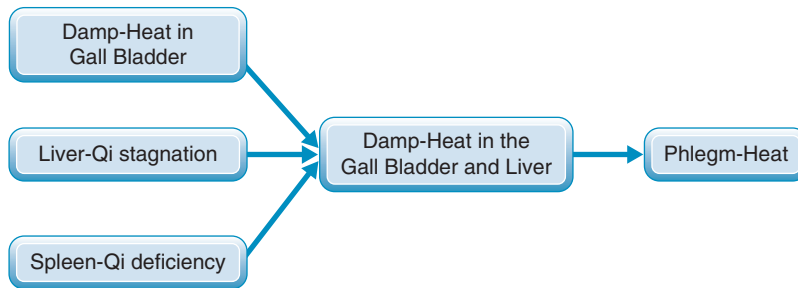 Damp-Heat in
Gall Bladder
Liver-Qi stagnation
Spleen-Qi deficiency
Damp-Heat in the
Gall Bladder and Liver
Phlegm-Heat